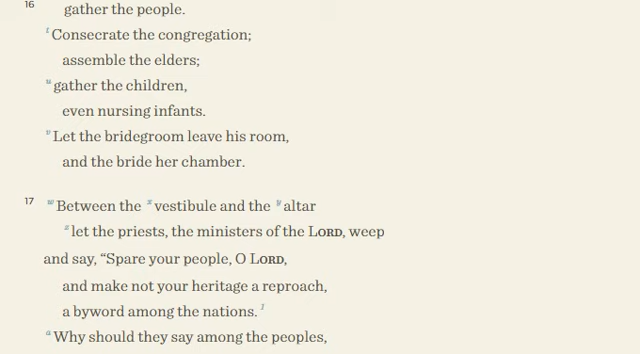 16 gather the people.
t Consecrate the congregation;
assemble the elders;
u gather the children,
even nursing infants.
v Let the bridegroom leave his room,
and the bride her chamber.
17 w Between the x vestibule and the y altar
z let the priests, the ministers of the LORD, weep
and say, “Spare your people, O LORD,
and make not your heritage a reproach,
a byword among the nations. 1
a Why should they say among the peoples,